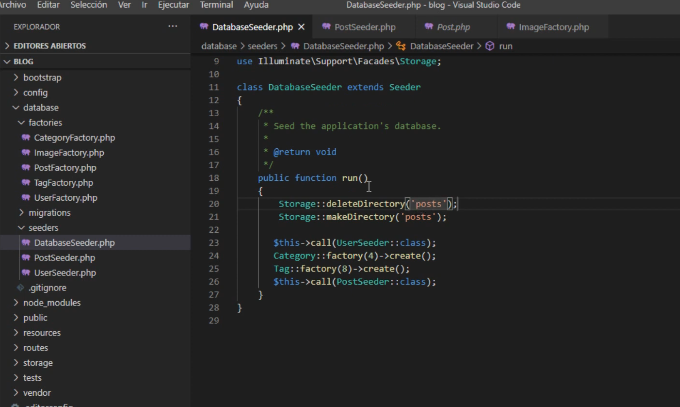 Archivo Editar Selección Ver Ir Ejecutar Terminal Ayuda DatabaseSeeder.php - blog - Visual Studio Code
EXPLORADOR ···
EDITORES ABIERTOS
BLOG
bootstrap
config
database
factories
CategoryFactory.php
ImageFactory.php
PostFactory.php
TagFactory.php
UserFactory.php
migrations
seeders
DatabaseSeeder.php
PostSeeder.php
UserSeeder.php
.gitignore
node_modules
public
resources
routes
storage
tests
vendor
.editorconfig
DatabaseSeeder.php PostSeeder.php Post.php ImageFactory.php
database > seeders > DatabaseSeeder.php > DatabaseSeeder > run
9 use Illuminate\Support\Facades\Storage;
10
11 class DatabaseSeeder extends Seeder
12 {
13 /**
14 * Seed the application's database.
15 *
16 * @return void
17 */
18 public function run()
19 {
20 Storage::deleteDirectory('posts');
21 Storage::makeDirectory('posts');
22
23 $this->call(UserSeeder::class);
24 Category::factory(4)->create();
25 Tag::factory(8)->create();
26 $this->call(PostSeeder::class);
27 }
28 }
29